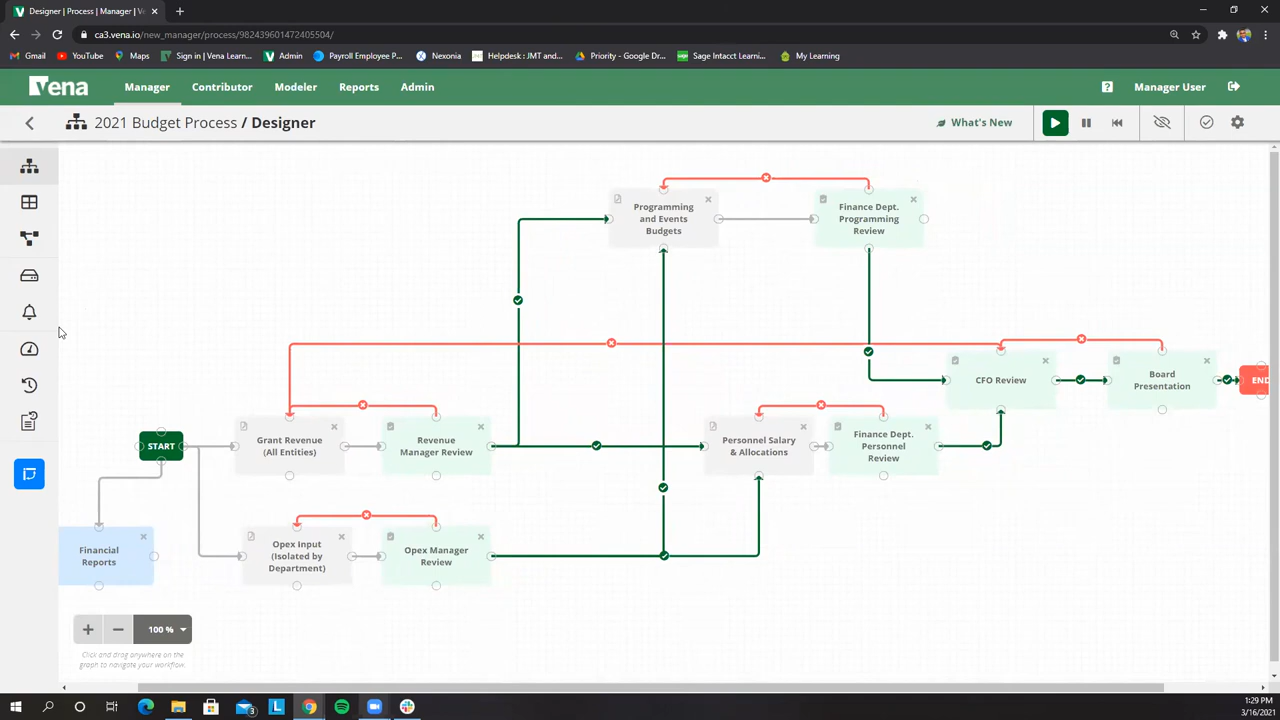 Designer | Process | Manager | Ve
ca3.vena.io/new_manager/process/982439601472405504/
Gmail
YouTube
Maps
Sign in | Vena Learn...
Admin
Payroll Employee P...
Nexonia
Helpdesk : JMT and...
Priority - Google Dr...
Sage Intacct Learni...
My Learning
vena
Manager
Contributor
Modeler
Reports
Admin
Manager User
2021 Budget Process / Designer
What's New
Programming
and Events
Budgets
Finance Dept.
Programming
Review
CFO Review
Board
Presentation
END
START
Grant Revenue
(All Entities)
Revenue
Manager Review
Personnel Salary
& Allocations
Finance Dept.
Personnel
Review
Financial
Reports
Opex Input
(Isolated by
Department)
Opex Manager
Review
100 %
Click and drag anywhere on the
graph to navigate your workflow.
1:29 PM
3/16/2021